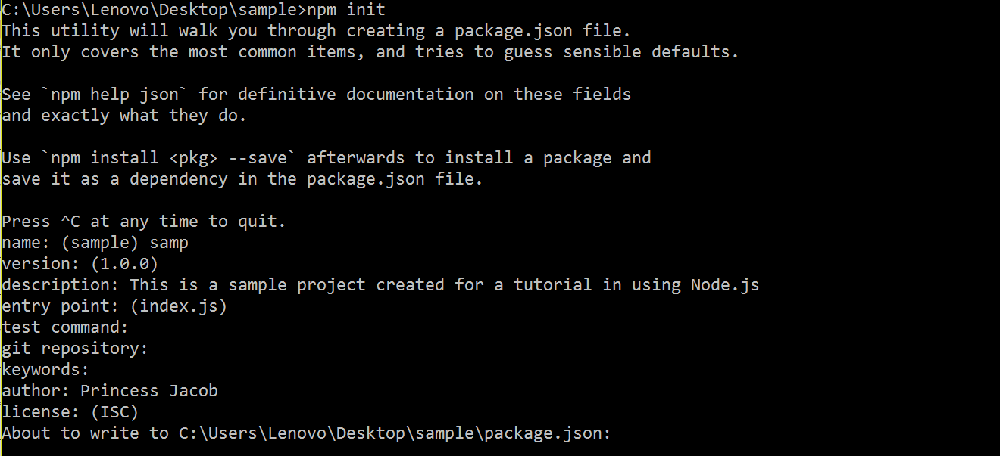 C:\Users\Lenovo\Desktop\sample>npm init
This utility will walk you through creating a package.json file.
It only covers the most common items, and tries to guess sensible defaults.
See `npm help json` for definitive documentation on these fields
and exactly what they do.
Use `npm install <pkg> --save` afterwards to install a package and
save it as a dependency in the package.json file.
Press ^C at any time to quit.
name: (sample) samp
version: (1.0.0)
description: This is a sample project created for a tutorial in using Node.js
entry point: (index.js)
test command:
git repository:
keywords:
author: Princess Jacob
license: (ISC)
About to write to C:\Users\Lenovo\Desktop\sample\package.json: